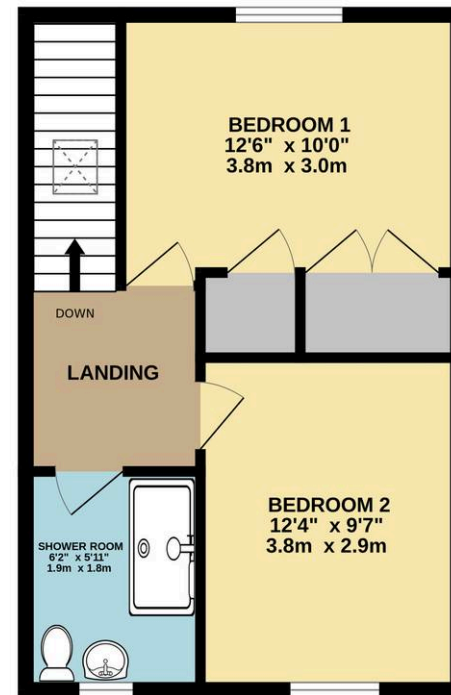 BEDROOM 1
12'6" x 10'0"
3.8m x 3.0m
DOWN
LANDING
BEDROOM 2
12'4" x 9'7"
3.8m x 2.9m
SHOWER ROOM
6'2" x 5'11"
1.9m x 1.8m